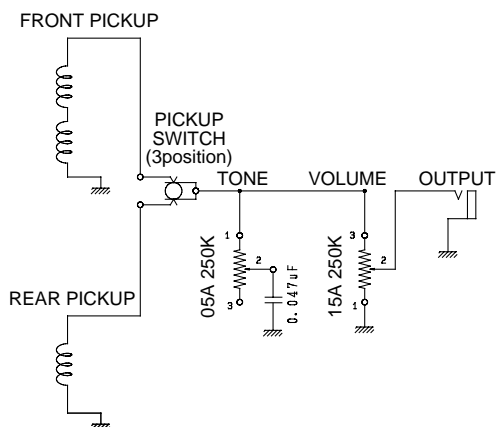 FRONT PICKUP
PICKUP
SWITCH
(3position)
TONE
VOLUME
OUTPUT
1
2
3
05A 250K
0.047uF
3
2
1
15A 250K
REAR PICKUP